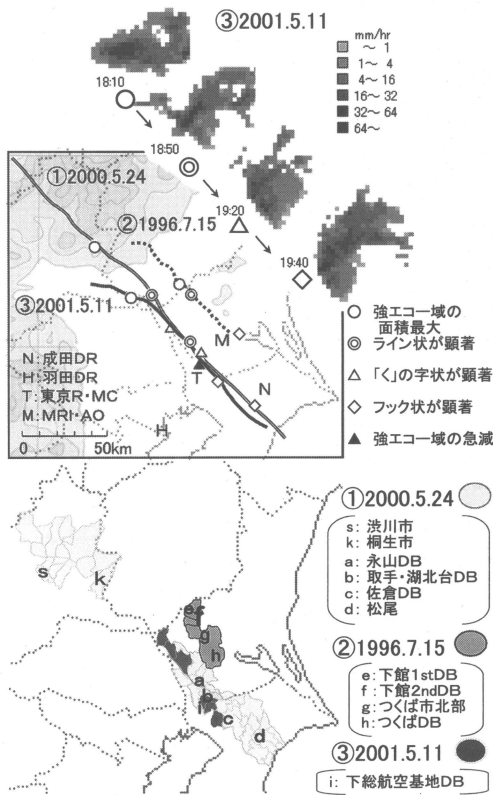 ③2001.5.11
mm/hr
～ 1
1～ 4
4～ 16
16～ 32
32～ 64
64～
18:10
18:50
19:20
19:40
①2000.5.24
②1996.7.15
③2001.5.11
N:成田DR
H:羽田DR
T:東京R・MC
M:MRI・AO
0 50km
M
T
N
H
○ 強エコー域の
面積最大
◎ ライン状が顕著
△ 「く」の字状が顕著
◇ フック状が顕著
▲ 強エコー域の急減
①2000.5.24
s: 渋川市
k: 桐生市
a: 永山DB
b: 取手・湖北台DB
c: 佐倉DB
d: 松尾
②1996.7.15
e:下館1stDB
f:下館2ndDB
g:つくば市北部
h:つくばDB
③2001.5.11
i: 下総航空基地DB
s
k
e
f
g
h
a
b
i
c
d